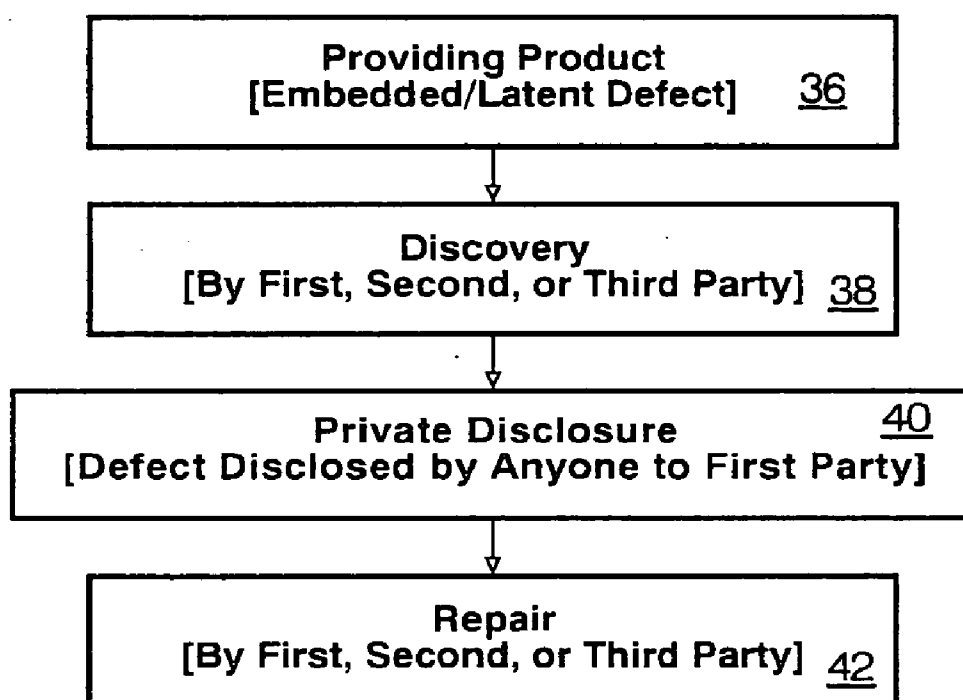 Providing Product
[Embedded/Latent Defect] 36
Discovery
[By First, Second, or Third Party] 38
Private Disclosure 40
[Defect Disclosed by Anyone to First Party]
Repair
[By First, Second, or Third Party] 42